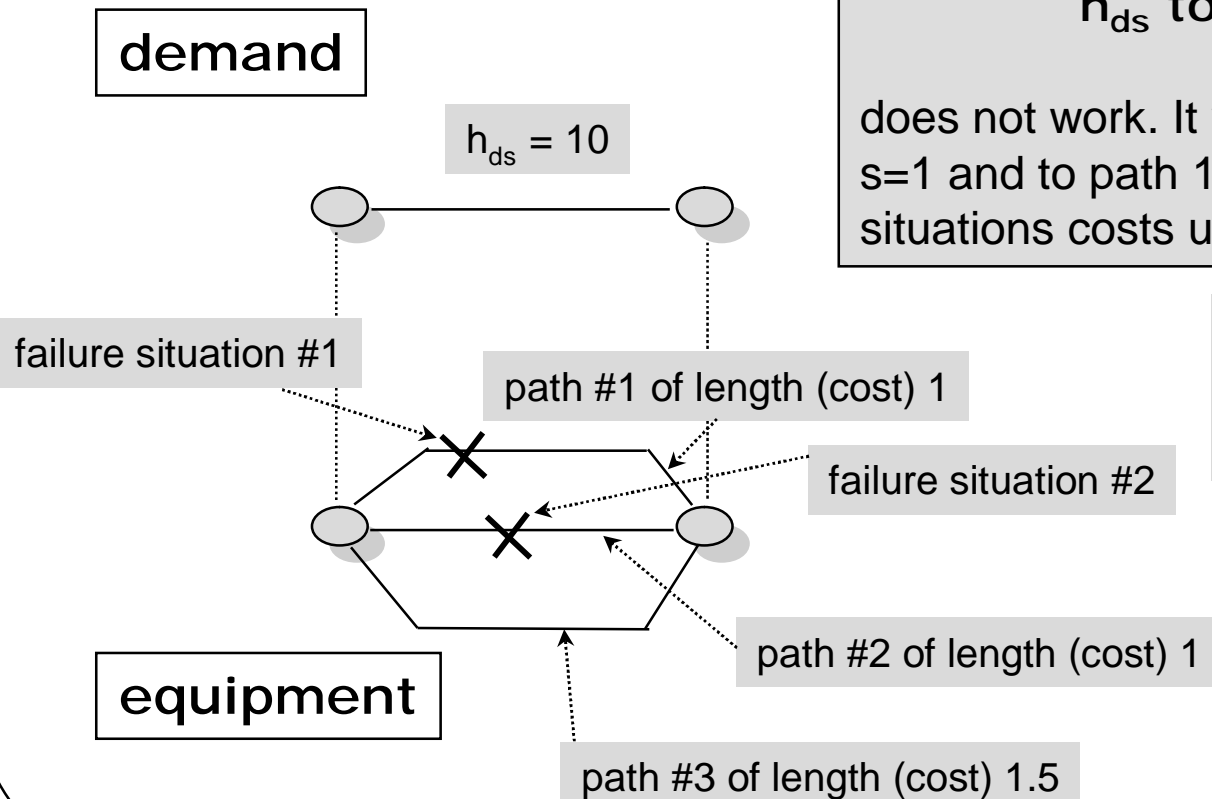 demand
h_ds to
does not work. It
s=1 and to path 1
situations costs u
h_ds = 10
failure situation #1
path #1 of length (cost) 1
failure situation #2
path #2 of length (cost) 1
equipment
path #3 of length (cost) 1.5